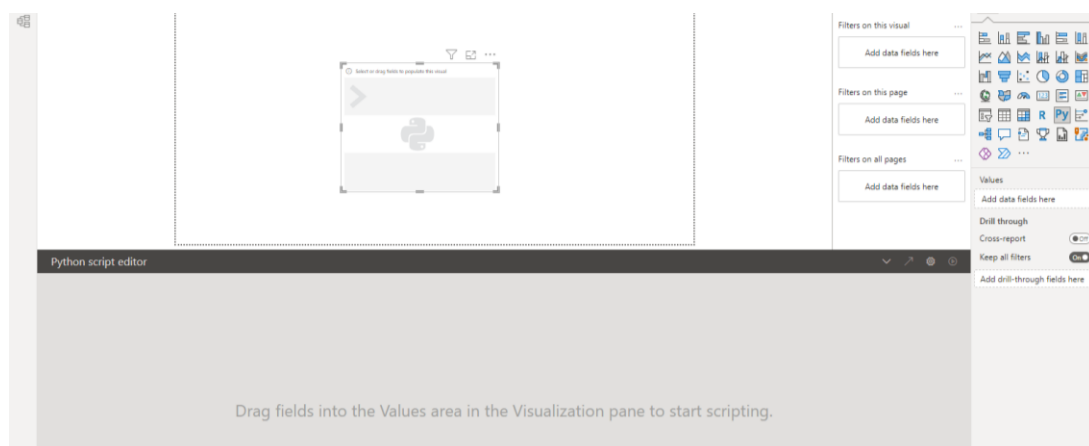 Select or drag fields to populate this visual
Python script editor
Drag fields into the Values area in the Visualization pane to start scripting.
Filters on this visual
Add data fields here
Filters on this page
Add data fields here
Filters on all pages
Add data fields here
R
Py
Values
Add data fields here
Drill through
Cross-report
Off
Keep all filters
On
Add drill-through fields here